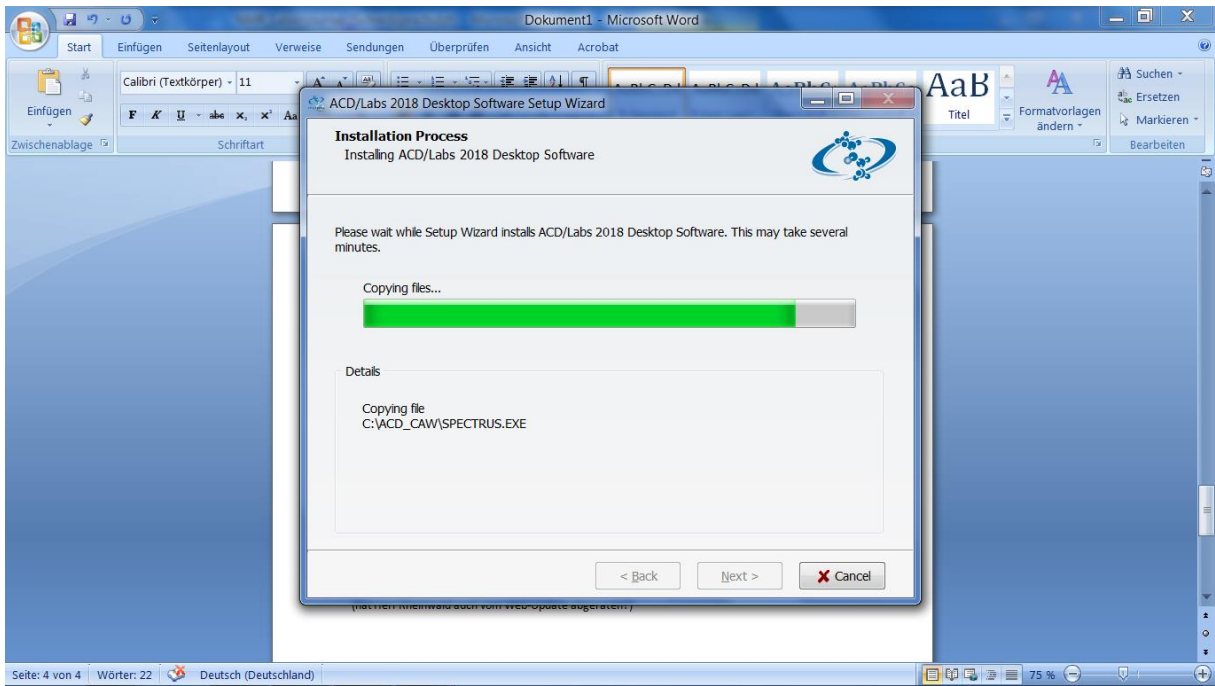 Dokument1 - Microsoft Word
Start Einfügen Seitenlayout Verweise Sendungen Überprüfen Ansicht Acrobat
Einfügen
Zwischenablage
Calibri (Textkörper) 11
F K U abc x, x² Aa
Schriftart
AaB
Titel
Formatvorlagen
ändern
Suchen
Ersetzen
Markieren
Bearbeiten
ACD/Labs 2018 Desktop Software Setup Wizard
Installation Process
Installing ACD/Labs 2018 Desktop Software
Please wait while Setup Wizard installs ACD/Labs 2018 Desktop Software. This may take several
minutes.
Copying files...
Details
Copying file
C:\ACD_CAW\SPECTRUS.EXE
< Back Next > Cancel
Seite: 4 von 4 Wörter: 22 Deutsch (Deutschland) 75 %